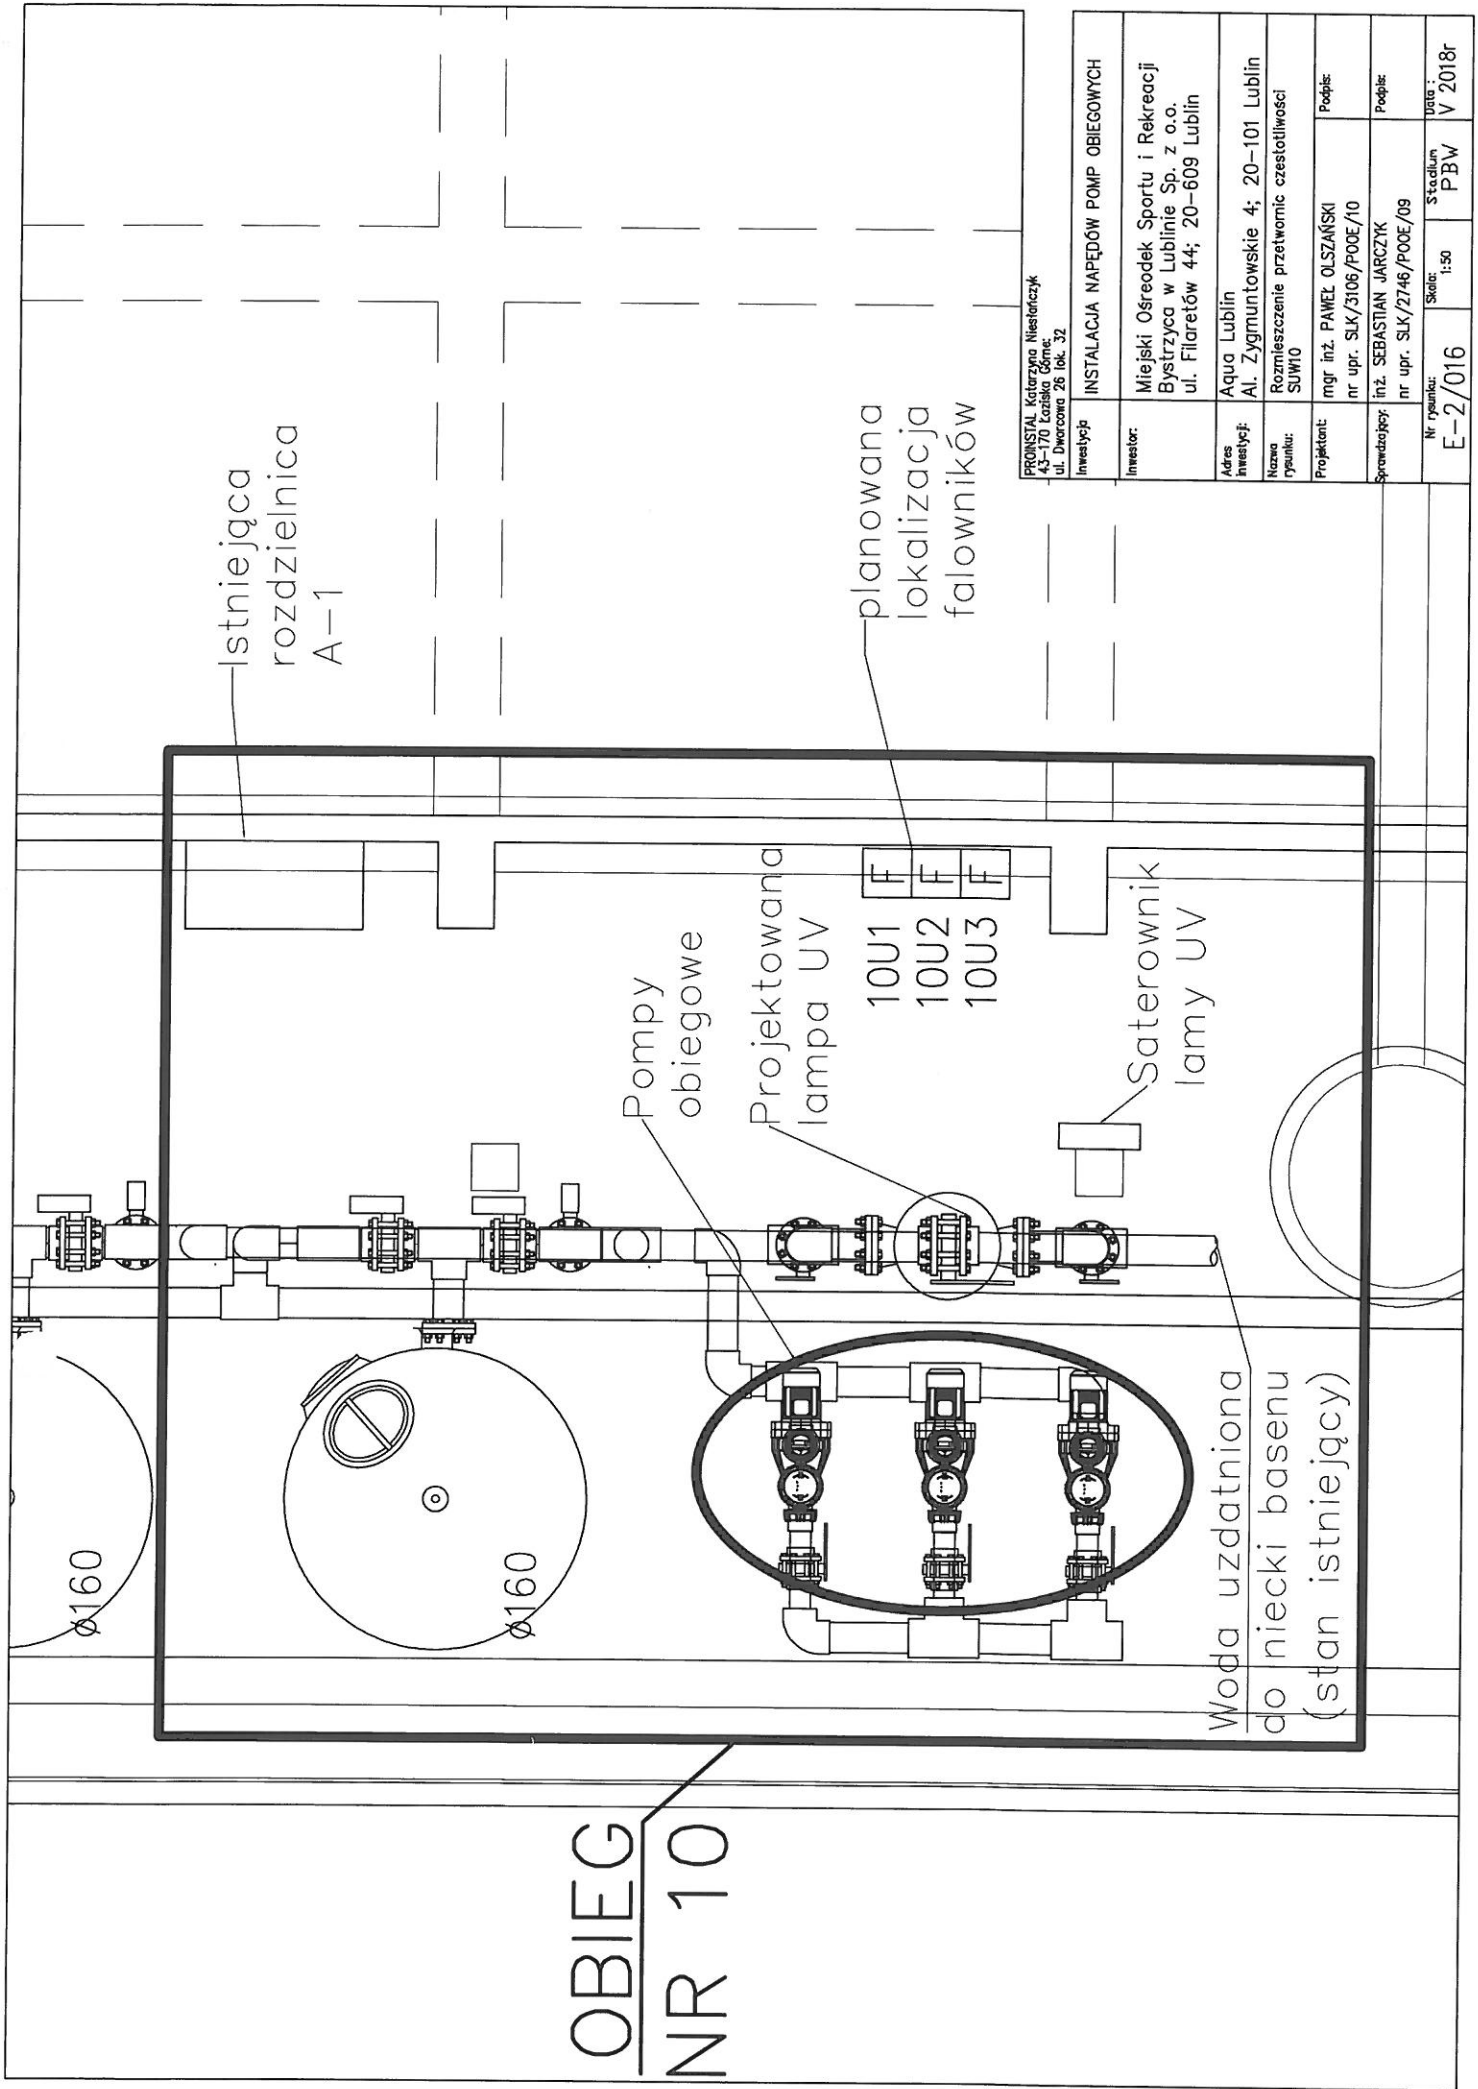 OBIEG
NR 10
Istniejąca
rozdzielnica
A-1
planowana
lokalizacja
falowników
Pompy
obiegowe
Projektowana
lampa UV
10U1
F
10U2
F
10U3
F
Saterownik
lamy UV
ø160
ø160
Woda uzdatniona
do niecki basenu
(stan istniejący)
PROINSTAL Katarzyna Niestańczyk
43-170 Łaziska Górne;
ul. Dworcowa 26 lok. 32
Inwestycja
INSTALACJA NAPĘDÓW POMP OBIEGOWYCH
Inwestor:
Miejski Ośreodek Sportu i Rekreacji
Bystrzyca w Lublinie Sp. z o.o.
ul. Filaretów 44; 20-609 Lublin
Adres
inwestycji:
Aqua Lublin
Al. Zygmuntowskie 4; 20-101 Lublin
Nazwa
rysunku:
Rozmieszczenie przetwornic czestotliwości
SUW10
Projektant:
mgr inż. PAWEŁ OLSZAŃSKI
nr upr. SLK/3106/POOE/10
Podpis:
Sprawdzający:
inż. SEBASTIAN JARCZYK
nr upr. SLK/2746/POOE/09
Podpis:
Nr rysunku:
E-2/016
Skala:
1:50
Stadium
PBW
Data :
V 2018r